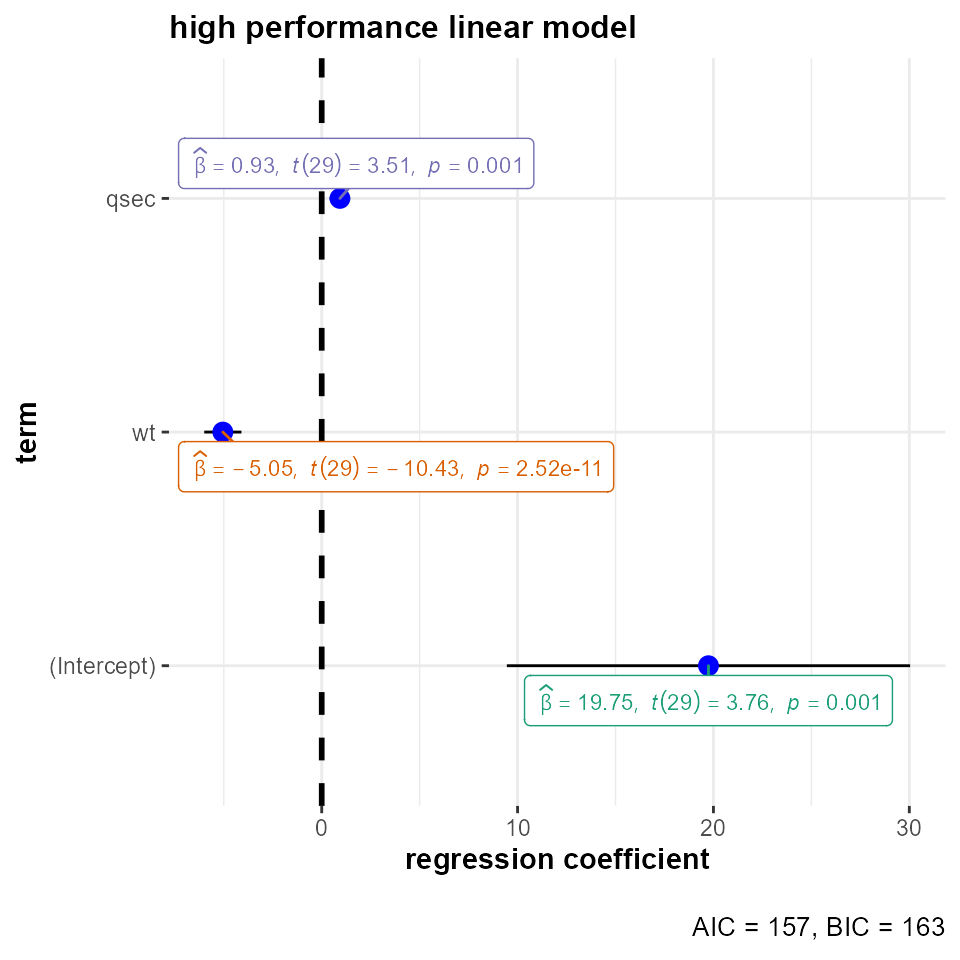 high performance linear model
β̂ = 0.93, t(29) = 3.51, p = 0.001
qsec
term
wt
β̂ = − 5.05, t(29) = − 10.43, p = 2.52e-11
(Intercept)
β̂ = 19.75, t(29) = 3.76, p = 0.001
0 10 20 30
regression coefficient
AIC = 157, BIC = 163